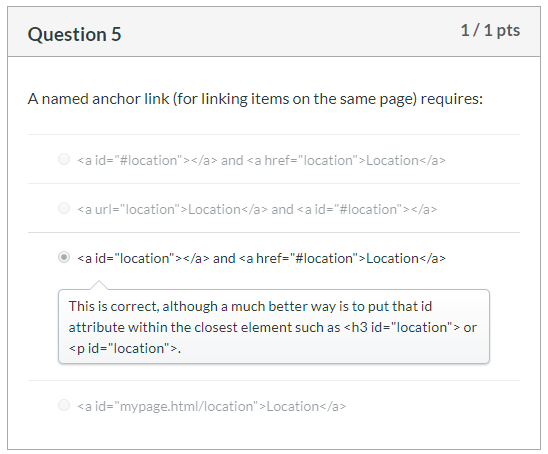 Question 5
1 / 1 pts
A named anchor link (for linking items on the same page) requires:
<a id="#location"></a> and <a href="location">Location</a>
<a url="location">Location</a> and <a id="#location"></a>
<a id="location"></a> and <a href="#location">Location</a>
This is correct, although a much better way is to put that id
attribute within the closest element such as <h3 id="location"> or
<p id="location">.
<a id="mypage.html/location">Location</a>